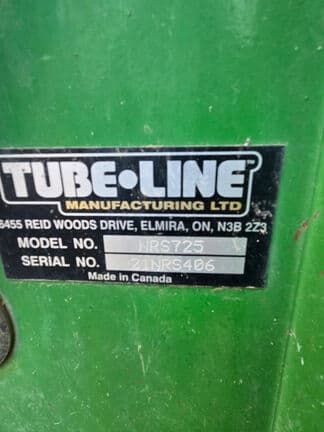 TUBE•LINE
MANUFACTURING LTD
6455 REID WOODS DRIVE, ELMIRA, ON, N3B 2Z3
MODEL NO. NRS725
SERIAL NO. 21NRS406
Made in Canada